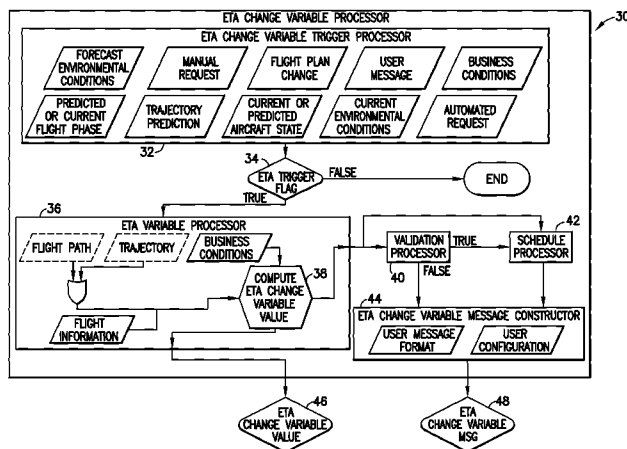 ETA CHANGE VARIABLE PROCESSOR
30
ETA CHANGE VARIABLE TRIGGER PROCESSOR
FORECAST
ENVIRONMENTAL
CONDITIONS
MANUAL
REQUEST
FLIGHT PLAN
CHANGE
USER
MESSAGE
BUSINESS
CONDITIONS
PREDICTED
OR CURRENT
FLIGHT PHASE
TRAJECTORY
PREDICTION
CURRENT OR
PREDICTED
AIRCRAFT STATE
CURRENT
ENVIRONMENTAL
CONDITIONS
AUTOMATED
REQUEST
32
34
ETA TRIGGER
FLAG
FALSE
END
TRUE
36
ETA VARIABLE PROCESSOR
FLIGHT PATH
TRAJECTORY
BUSINESS
CONDITIONS
COMPUTE
ETA CHANGE
VARIABLE
VALUE
38
FLIGHT
INFORMATION
VALIDATION
PROCESSOR
40
TRUE
FALSE
SCHEDULE
PROCESSOR
42
44
ETA CHANGE VARIABLE MESSAGE CONSTRUCTOR
USER MESSAGE
FORMAT
USER
CONFIGURATION
46
ETA
CHANGE VARIABLE
VALUE
48
ETA
CHANGE VARIABLE
MSG